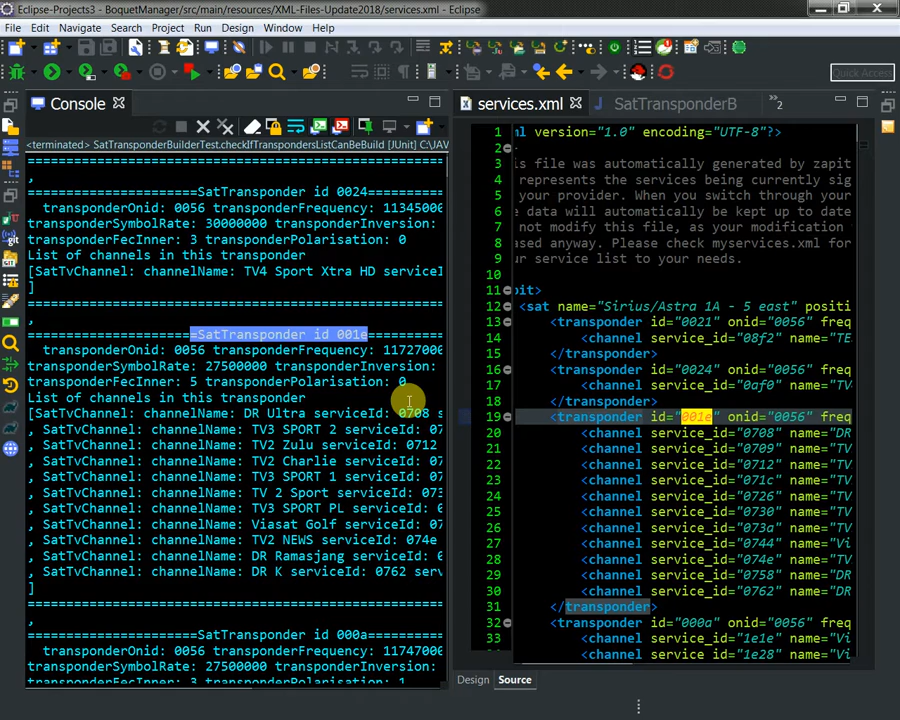 Eclipse-Projects3 - BoquetManager/src/main/resources/XML-Files-Update2018/services.xml - Eclipse
File Edit Navigate Search Project Run Design Window Help
Quick Access
Console
<terminated> SatTransponderBuilderTest.checkIfTranspondersListCanBeBuild [JUnit] C:\JAV
=====================================================
,
======================SatTransponder id 0024==========
transponderOnid: 0056 transponderFrequency: 11345000
transponderSymbolRate: 30000000 transponderInversion:
transponderFecInner: 3 transponderPolarisation: 0
List of channels in this transponder
[SatTvChannel: channelName: TV4 Sport Xtra HD serviceI
]
=====================================================
,
======================SatTransponder id 001e==========
transponderOnid: 0056 transponderFrequency: 11727000
transponderSymbolRate: 27500000 transponderInversion:
transponderFecInner: 5 transponderPolarisation: 0
List of channels in this transponder
[SatTvChannel: channelName: DR Ultra serviceId: 0708 s
, SatTvChannel: channelName: TV3 SPORT 2 serviceId: 07
, SatTvChannel: channelName: TV2 Zulu serviceId: 0712
, SatTvChannel: channelName: TV2 Charlie serviceId: 07
, SatTvChannel: channelName: TV3 SPORT 1 serviceId: 07
, SatTvChannel: channelName: TV 2 Sport serviceId: 073
, SatTvChannel: channelName: TV3 SPORT PL serviceId: 0
, SatTvChannel: channelName: Viasat Golf serviceId: 07
, SatTvChannel: channelName: TV2 NEWS serviceId: 074e
, SatTvChannel: channelName: DR Ramasjang serviceId: 0
, SatTvChannel: channelName: DR K serviceId: 0762 serv
]
=====================================================
,
======================SatTransponder id 000a==========
transponderOnid: 0056 transponderFrequency: 11747000
transponderSymbolRate: 27500000 transponderInversion:
transponderFecInner: 3 transponderPolarisation: 1
services.xml SatTransponderB »2
1 ml version="1.0" encoding="UTF-8"?>
2
3 is file was automatically generated by zapit
4 represents the services being currently sig
5 your provider. When you switch through your
6 e data will automatically be kept up to date
7 not modify this file, as your modification
8 ased anyway. Please check myservices.xml for
9 ur service list to your needs.
10
11 pit>
12 <sat name="Sirius/Astra 1A - 5 east" positi
13 <transponder id="0021" onid="0056" freq
14 <channel service_id="08f2" name="TE
15 </transponder>
16 <transponder id="0024" onid="0056" freq
17 <channel service_id="0af0" name="TV
18 </transponder>
19 <transponder id="001e" onid="0056" freq
20 <channel service_id="0708" name="DR
21 <channel service_id="0709" name="TV
22 <channel service_id="0712" name="TV
23 <channel service_id="071c" name="TV
24 <channel service_id="0726" name="TV
25 <channel service_id="0730" name="TV
26 <channel service_id="073a" name="TV
27 <channel service_id="0744" name="Vi
28 <channel service_id="074e" name="TV
29 <channel service_id="0758" name="DR
30 <channel service_id="0762" name="DR
31 </transponder>
32 <transponder id="000a" onid="0056" freq
33 <channel service_id="1e1e" name="Vi
<channel service_id="1e28" name="Vi
Design Source